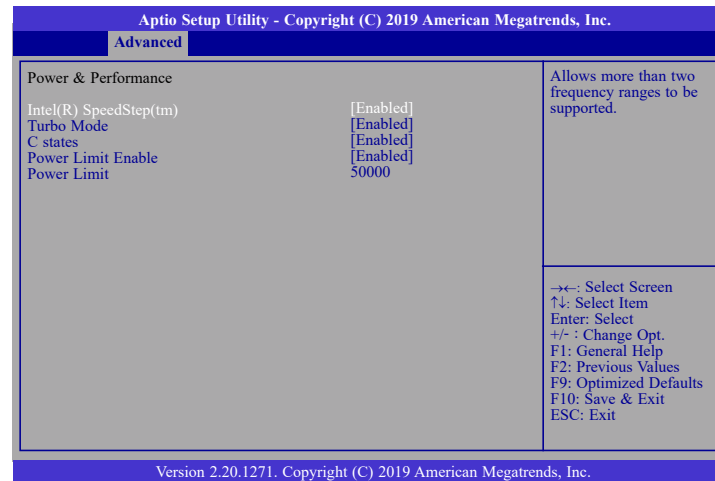 Aptio Setup Utility - Copyright (C) 2019 American Megatrends, Inc.
Advanced
Power & Performance
Intel(R) SpeedStep(tm) [Enabled]
Turbo Mode [Enabled]
C states [Enabled]
Power Limit Enable [Enabled]
Power Limit 50000
Allows more than two
frequency ranges to be
supported.
→←: Select Screen
↑↓: Select Item
Enter: Select
+/- : Change Opt.
F1: General Help
F2: Previous Values
F9: Optimized Defaults
F10: Save & Exit
ESC: Exit
Version 2.20.1271. Copyright (C) 2019 American Megatrends, Inc.